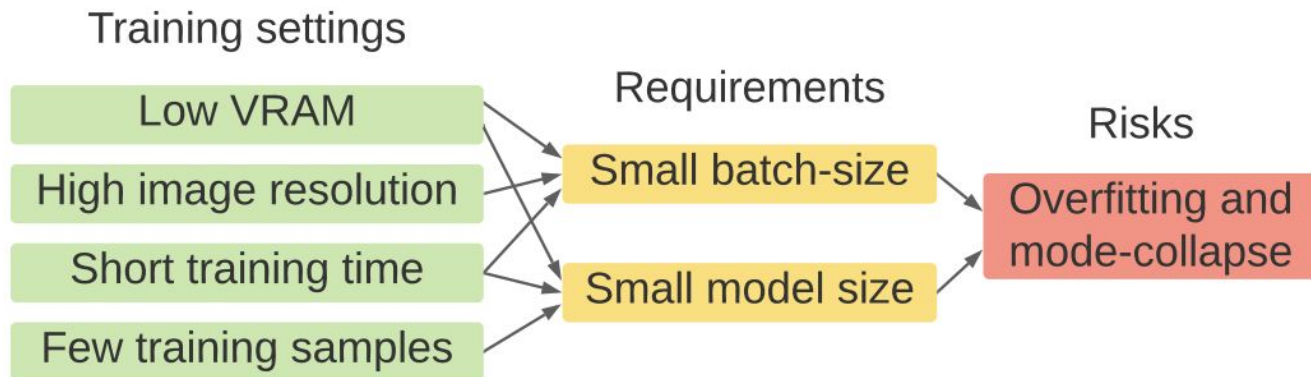 Training settings
Low VRAM
High image resolution
Short training time
Few training samples
Requirements
Small batch-size
Small model size
Risks
Overfitting and
mode-collapse